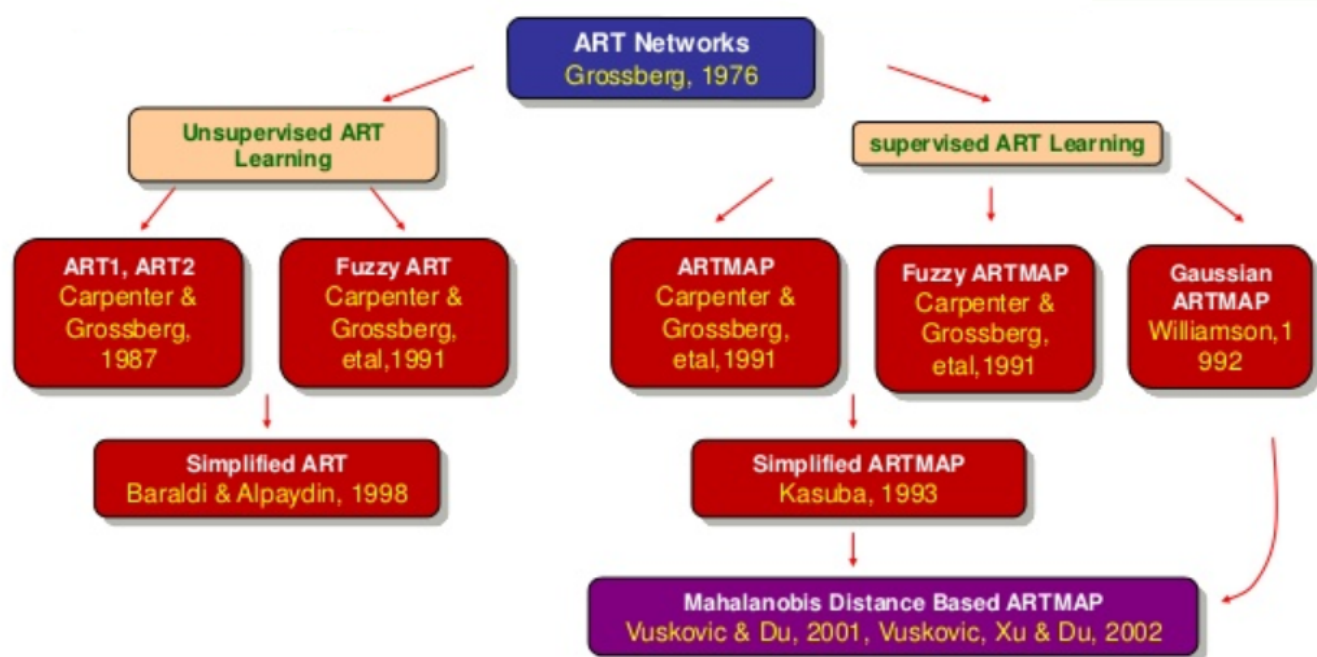 ART Networks
Grossberg, 1976
Unsupervised ART
Learning
supervised ART Learning
ART1, ART2
Carpenter &
Grossberg,
1987
Fuzzy ART
Carpenter &
Grossberg,
etal,1991
ARTMAP
Carpenter &
Grossberg,
etal,1991
Fuzzy ARTMAP
Carpenter &
Grossberg,
etal,1991
Gaussian
ARTMAP
Williamson,1
992
Simplified ART
Baraldi & Alpaydin, 1998
Simplified ARTMAP
Kasuba, 1993
Mahalanobis Distance Based ARTMAP
Vuskovic & Du, 2001, Vuskovic, Xu & Du, 2002